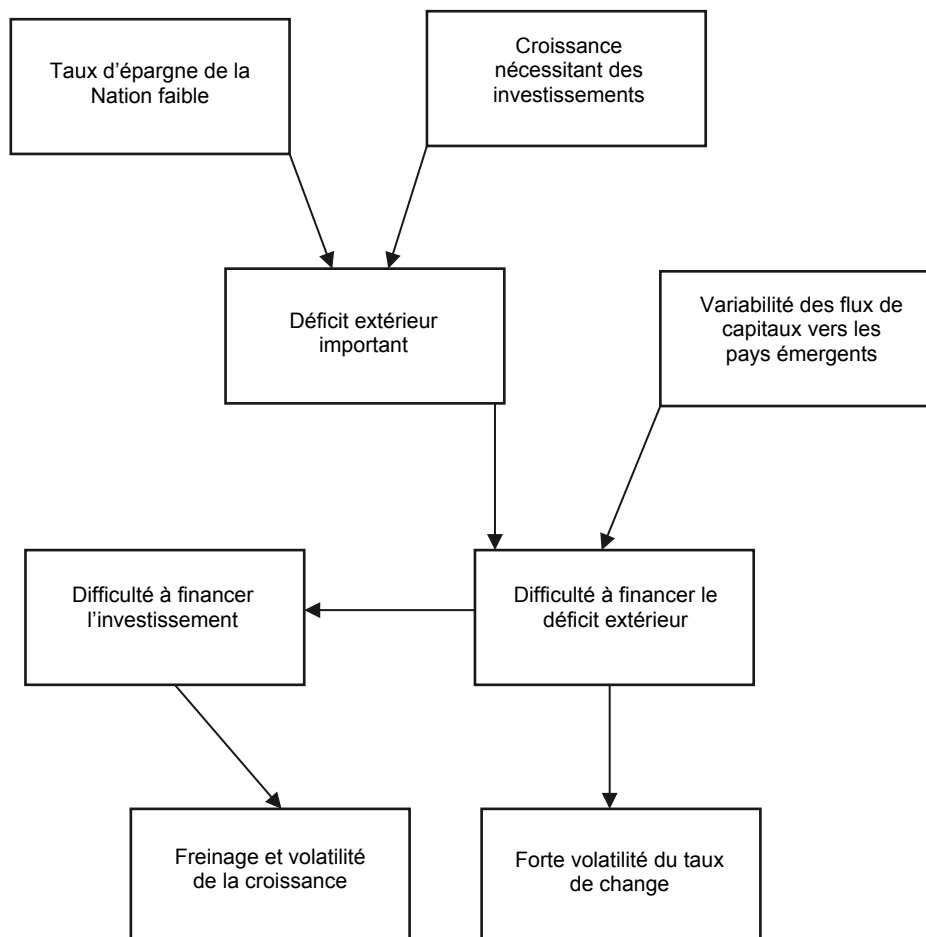 Taux d'épargne de la
Nation faible
Croissance
nécessitant des
investissements
Déficit extérieur
important
Variabilité des flux de
capitaux vers les
pays émergents
Difficulté à financer
l’investissement
Difficulté à financer le
déficit extérieur
Freinage et volatilité
de la croissance
Forte volatilité du taux
de change